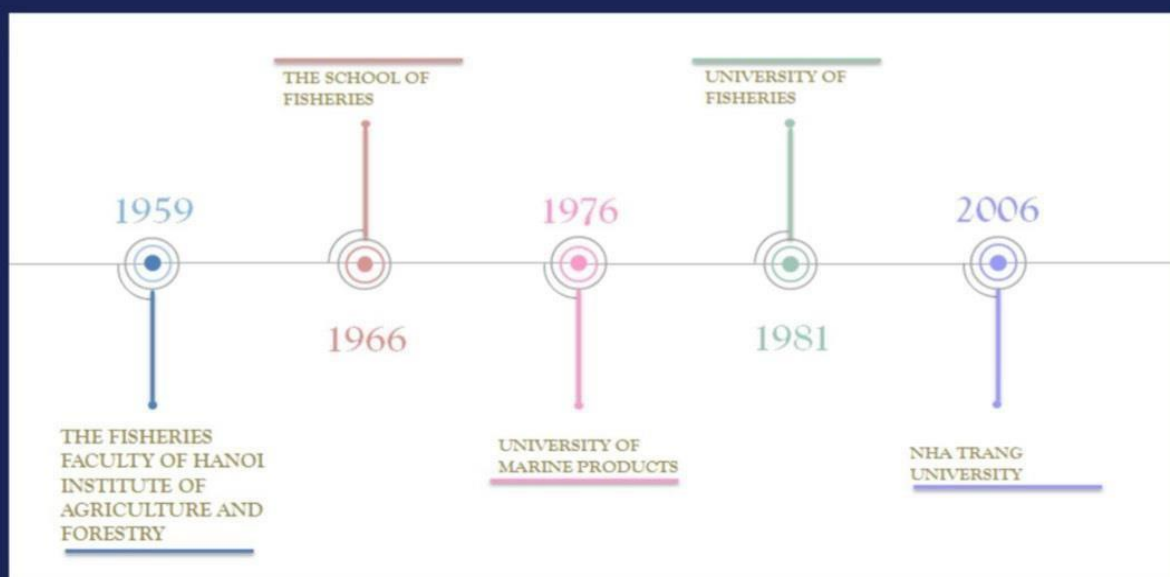 THE SCHOOL OF
FISHERIES
UNIVERSITY OF
FISHERIES
1959
1976
2006
1966
1981
THE FISHERIES
FACULTY OF HANOI
INSTITUTE OF
AGRICULTURE AND
FORESTRY
UNIVERSITY OF
MARINE PRODUCTS
NHA TRANG
UNIVERSITY